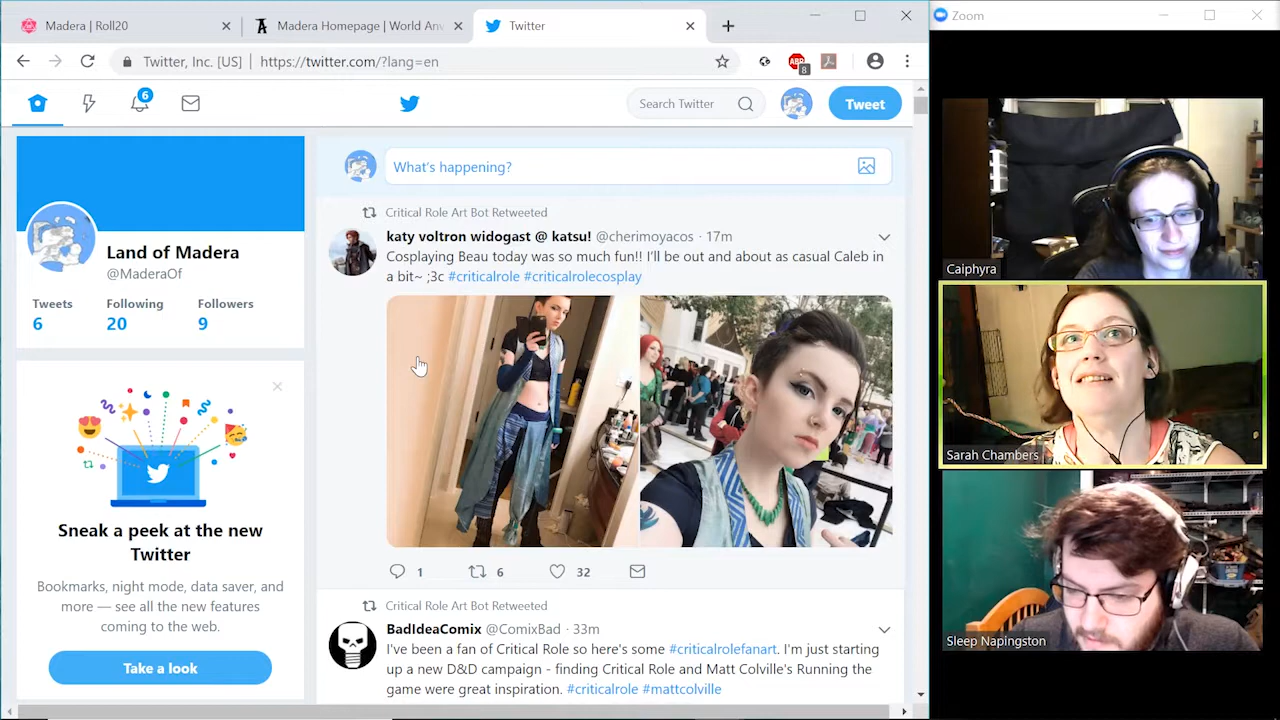 Madera | Roll20
Madera Homepage | World Anv
Twitter
Zoom
Twitter, Inc. [US] | https://twitter.com/?lang=en
ABP
8
6
Search Twitter
Tweet
What's happening?
Land of Madera
@MaderaOf
Tweets Following Followers
6 20 9
Sneak a peek at the new
Twitter
Bookmarks, night mode, data saver, and
more — see all the new features
coming to the web.
Take a look
Critical Role Art Bot Retweeted
katy voltron widogast @ katsu! @cherimoyacos · 17m
Cosplaying Beau today was so much fun!! I'll be out and about as casual Caleb in
a bit~ ;3c #criticalrole #criticalrolecosplay
1 6 32
Critical Role Art Bot Retweeted
BadIdeaComix @ComixBad · 33m
I've been a fan of Critical Role so here's some #criticalrolefanart. I'm just starting
up a new D&D campaign - finding Critical Role and Matt Colville's Running the
game were great inspiration. #criticalrole #mattcolville
Caiphyra
Sarah Chambers
Sleep Napingston